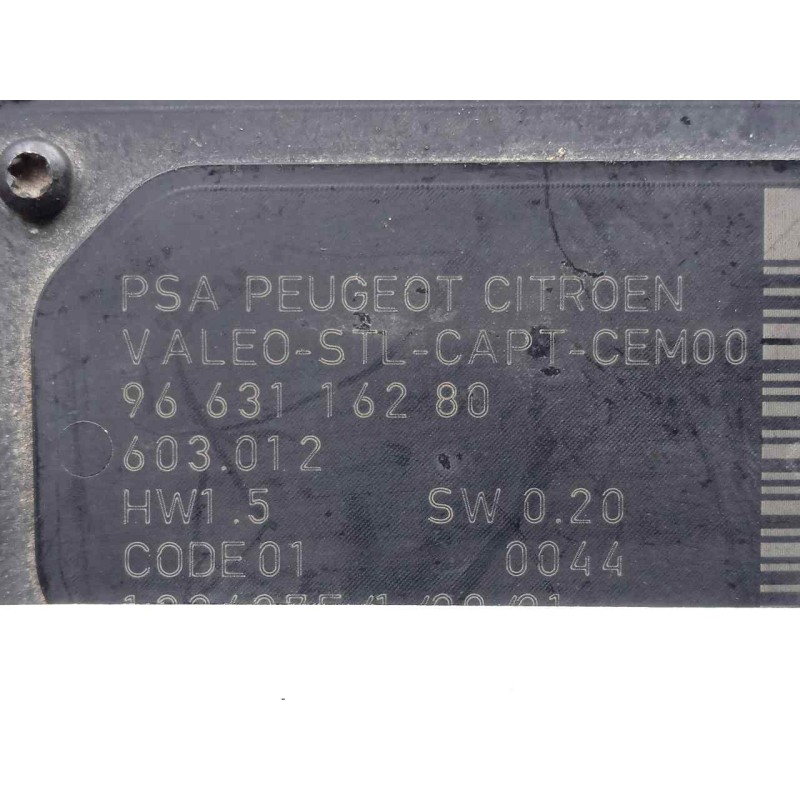 PSA PEUGEOT CITROEN
VALEO-STL-CAPT-CEM00
96 631 162 80
603.012
HW1.5 SW 0.20
CODE01 0044